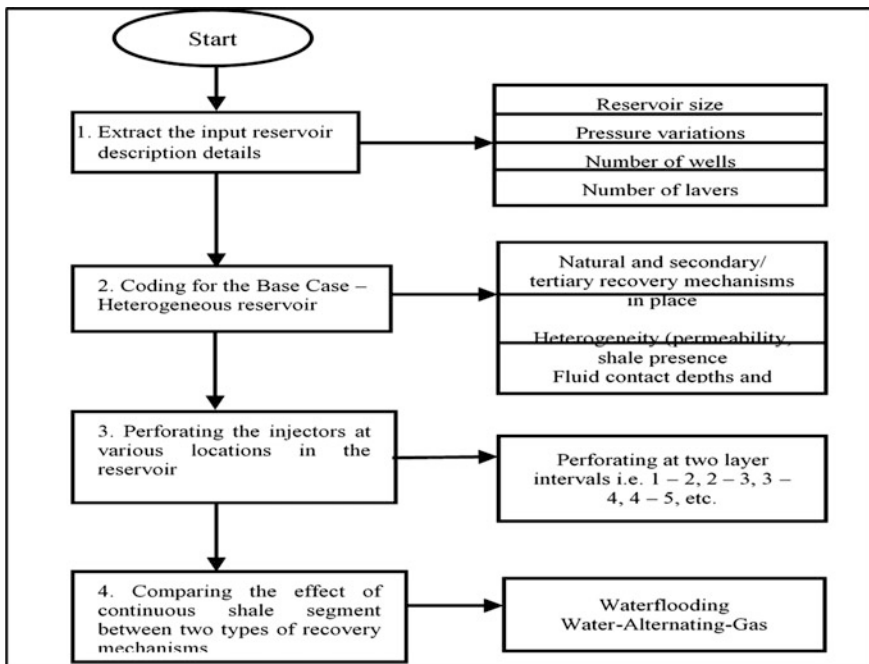 Start
1. Extract the input reservoir
description details
Reservoir size
Pressure variations
Number of wells
Number of lavers
2. Coding for the Base Case –
Heterogeneous reservoir
Natural and secondary/
tertiary recovery mechanisms
in place
Heterogeneity (permeability,
shale presence
Fluid contact depths and
3. Perforating the injectors at
various locations in the
reservoir
Perforating at two layer
intervals i.e. 1 – 2, 2 – 3, 3 –
4, 4 – 5, etc.
4. Comparing the effect of
continuous shale segment
between two types of recovery
mechanisms
Waterflooding
Water-Alternating-Gas